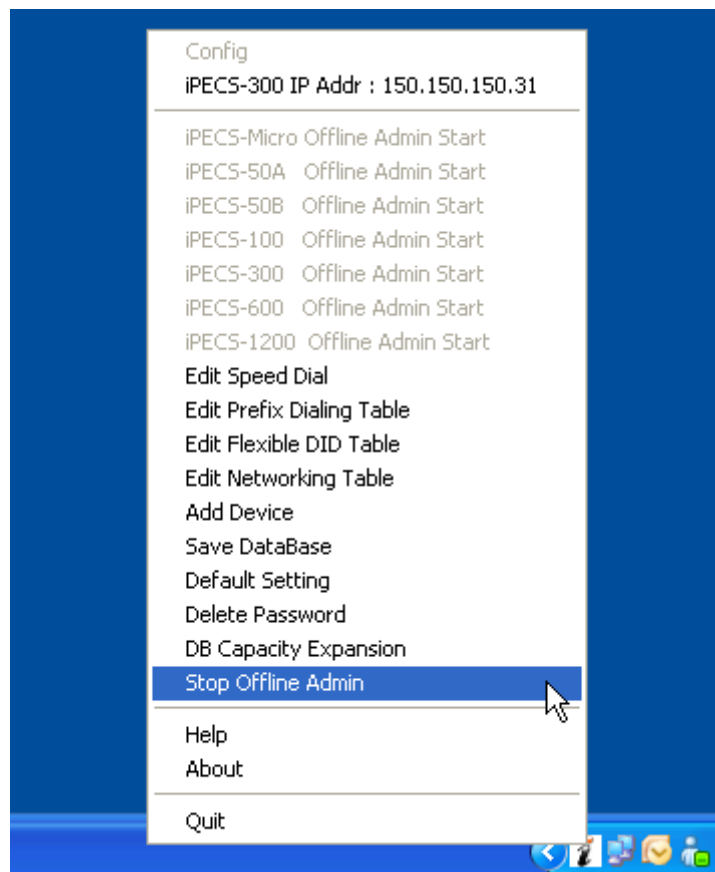 Config
iPECS-300 IP Addr : 150.150.150.31
iPECS-Micro Offline Admin Start
iPECS-50A Offline Admin Start
iPECS-50B Offline Admin Start
iPECS-100 Offline Admin Start
iPECS-300 Offline Admin Start
iPECS-600 Offline Admin Start
iPECS-1200 Offline Admin Start
Edit Speed Dial
Edit Prefix Dialing Table
Edit Flexible DID Table
Edit Networking Table
Add Device
Save DataBase
Default Setting
Delete Password
DB Capacity Expansion
Stop Offline Admin
Help
About
Quit